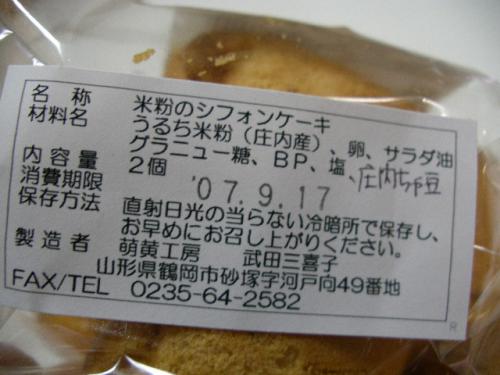 名　称　米粉のシフォンケーキ
材料名　うるち米粉（庄内産）、卵、サラダ油
グラニュー糖、ＢＰ、塩、庄内ちゃ豆
内容量　２個
消費期限　'07.9.17
保存方法　直射日光の当らない冷暗所で保存し、
お早めにお召し上がりください。
製造者　萌黄工房　武田三喜子
山形県鶴岡市砂塚字河戸向49番地
FAX/TEL　0235-64-2582
R